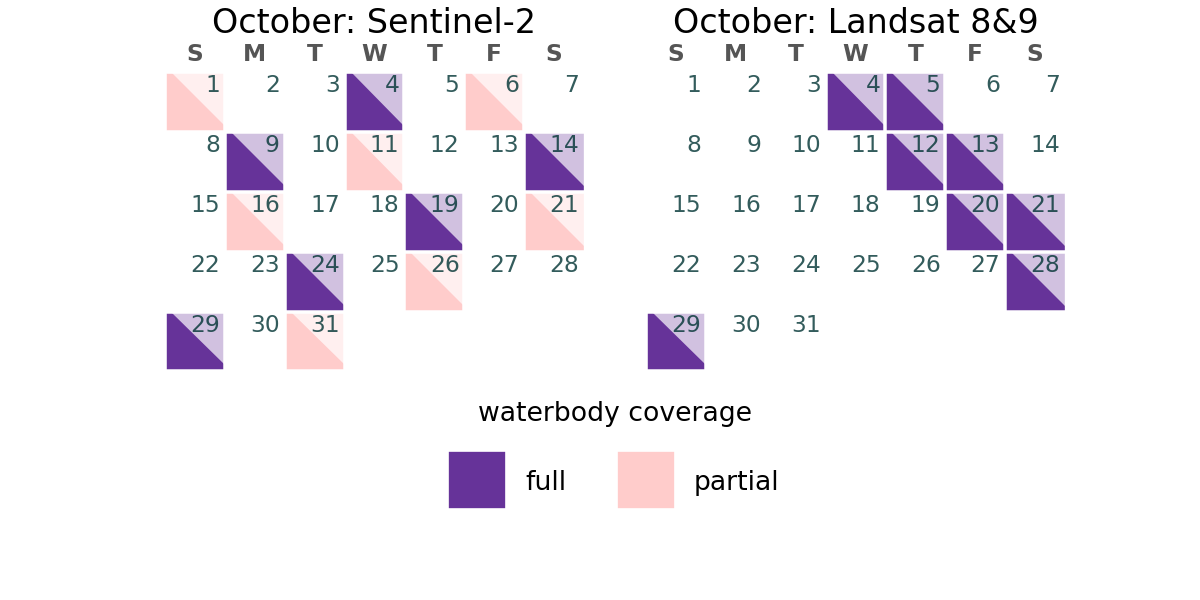 October: Sentinel-2
S M T W T F S
1 2 3 4 5 6 7
8 9 10 11 12 13 14
15 16 17 18 19 20 21
22 23 24 25 26 27 28
29 30 31
October: Landsat 8&9
S M T W T F S
1 2 3 4 5 6 7
8 9 10 11 12 13 14
15 16 17 18 19 20 21
22 23 24 25 26 27 28
29 30 31
waterbody coverage
full partial